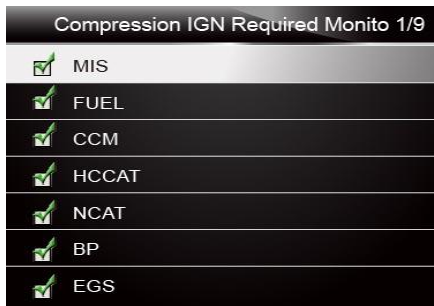 Compression IGN Required Monito 1/9
MIS
FUEL
CCM
HCCAT
NCAT
BP
EGS